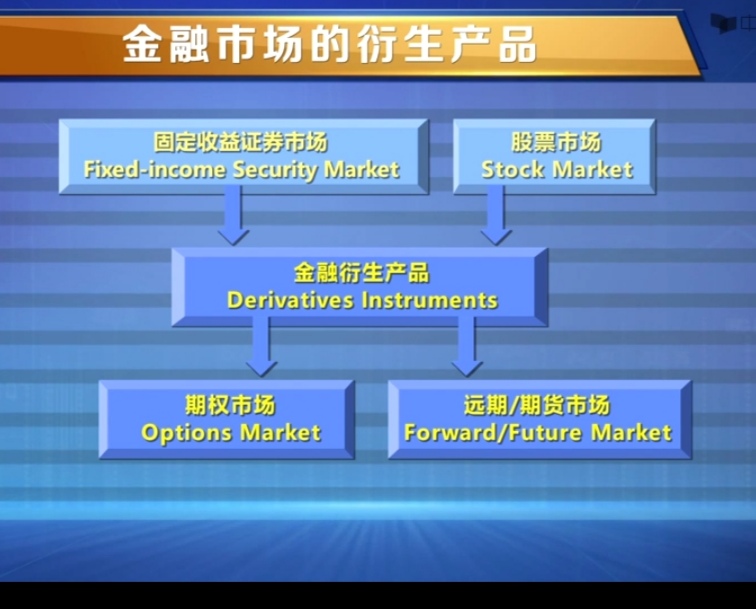 金融市场的衍生产品
固定收益证券市场
Fixed-income Security Market
股票市场
Stock Market
金融衍生产品
Derivatives Instruments
期权市场
Options Market
远期/期货市场
Forward/Future Market